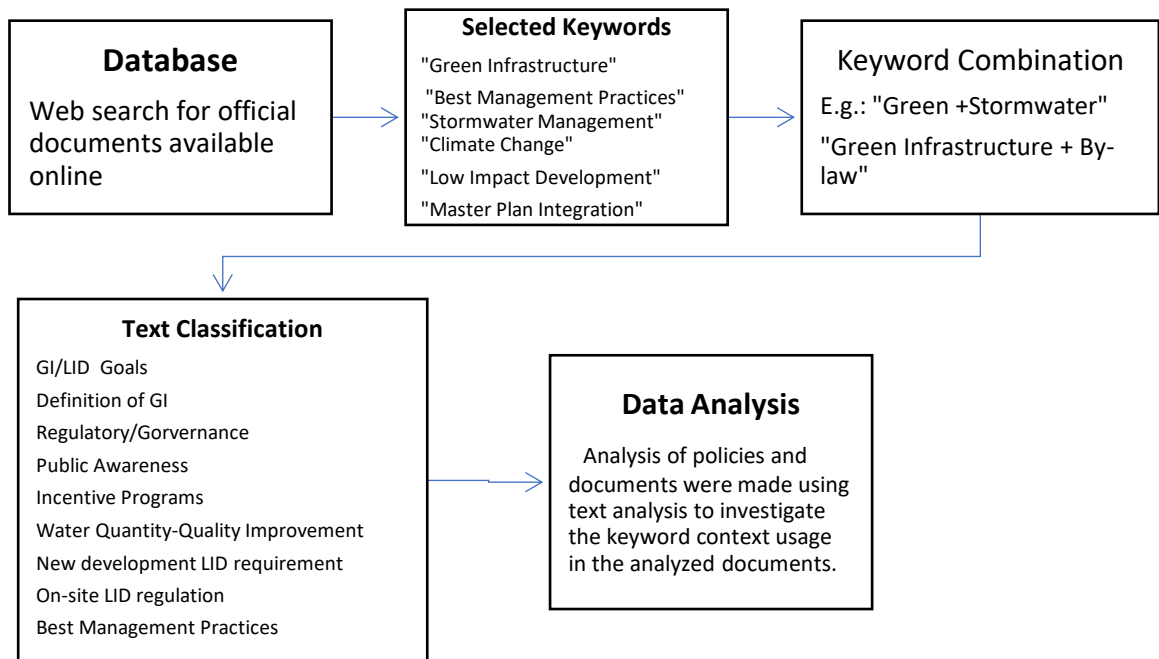 Database
Web search for official
documents available
online
Selected Keywords
"Green Infrastructure"
"Best Management Practices"
"Stormwater Management"
"Climate Change"
"Low Impact Development"
"Master Plan Integration"
Keyword Combination
E.g.: "Green +Stormwater"
"Green Infrastructure + By-
law"
Text Classification
GI/LID Goals
Definition of GI
Regulatory/Gorvernance
Public Awareness
Incentive Programs
Water Quantity-Quality Improvement
New development LID requirement
On-site LID regulation
Best Management Practices
Data Analysis
Analysis of policies and
documents were made using
text analysis to investigate
the keyword context usage
in the analyzed documents.